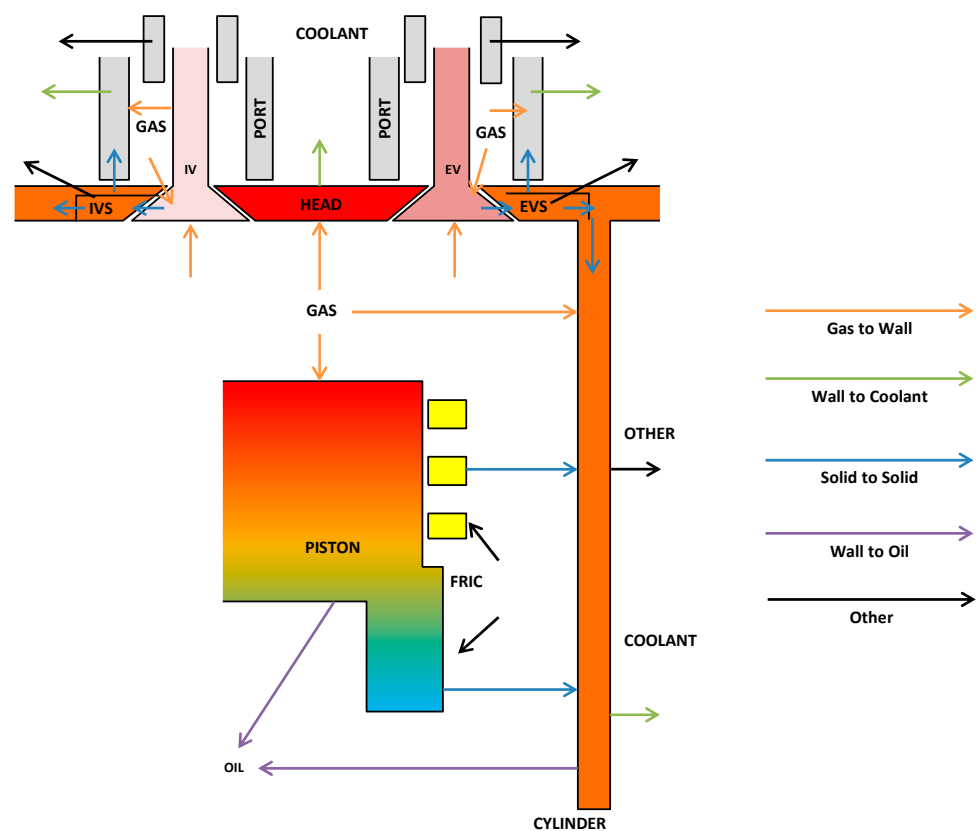 COOLANT
PORT
PORT
GAS
GAS
IV
EV
HEAD
IVS
EVS
GAS
Gas to Wall
Wall to Coolant
OTHER
Solid to Solid
PISTON
Wall to Oil
FRIC
Other
COOLANT
OIL
CYLINDER